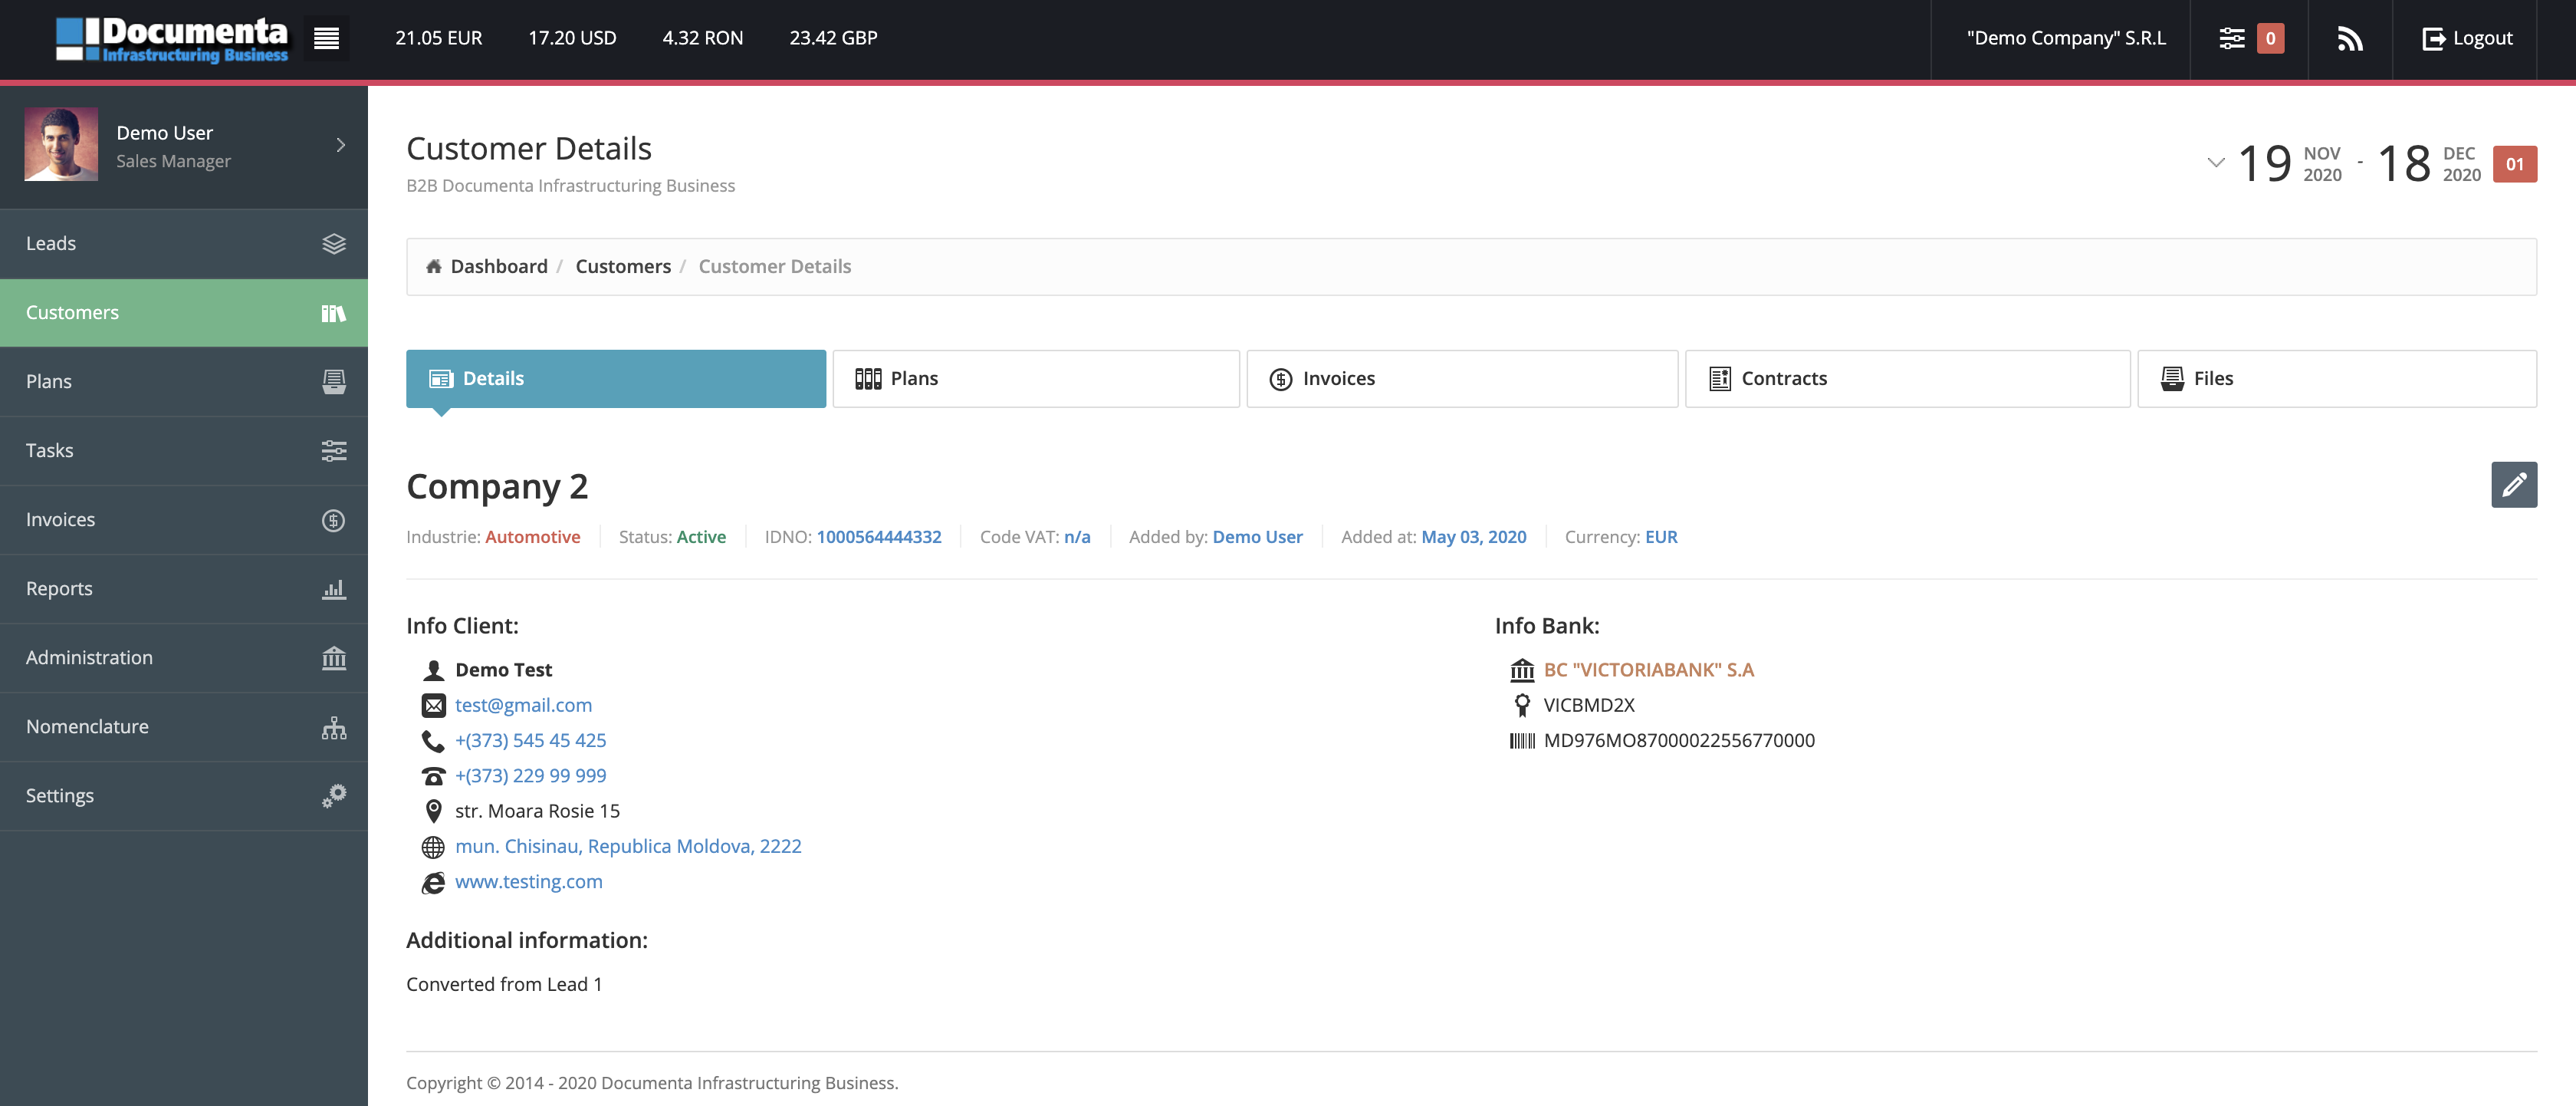 Documenta
Infrastructuring Business
21.05 EUR 17.20 USD 4.32 RON 23.42 GBP
"Demo Company" S.R.L 0 Logout
Demo User
Sales Manager
Leads
Customers
Plans
Tasks
Invoices
Reports
Administration
Nomenclature
Settings
Customer Details
B2B Documenta Infrastructuring Business
19 NOV 2020 - 18 DEC 2020 01
Dashboard / Customers / Customer Details
Details Plans Invoices Contracts Files
Company 2
Industrie: Automotive Status: Active IDNO: 1000564444332 Code VAT: n/a Added by: Demo User Added at: May 03, 2020 Currency: EUR
Info Client:
Demo Test
test@gmail.com
+(373) 545 45 425
+(373) 229 99 999
str. Moara Rosie 15
mun. Chisinau, Republica Moldova, 2222
www.testing.com
Info Bank:
BC "VICTORIABANK" S.A
VICBMD2X
MD976MO87000022556770000
Additional information:
Converted from Lead 1
Copyright © 2014 - 2020 Documenta Infrastructuring Business.